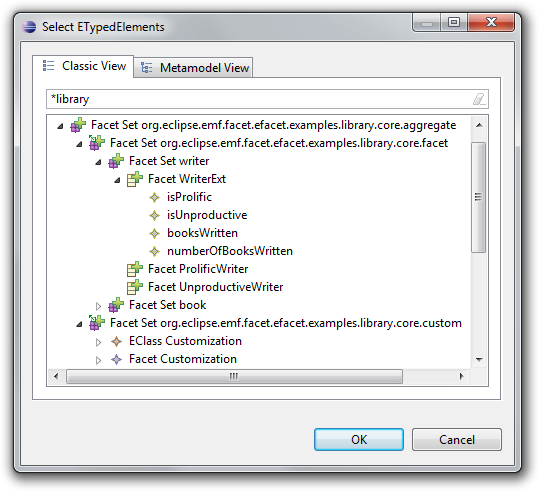 Select ETypedElements
Classic View
Metamodel View
*library
Facet Set org.eclipse.emf.facet.efacet.examples.library.core.aggregate
Facet Set org.eclipse.emf.facet.efacet.examples.library.core.facet
Facet Set writer
Facet WriterExt
isProlific
isUnproductive
booksWritten
numberOfBooksWritten
Facet ProlificWriter
Facet UnproductiveWriter
Facet Set book
Facet Set org.eclipse.emf.facet.efacet.examples.library.core.custom
EClass Customization
Facet Customization
OK
Cancel